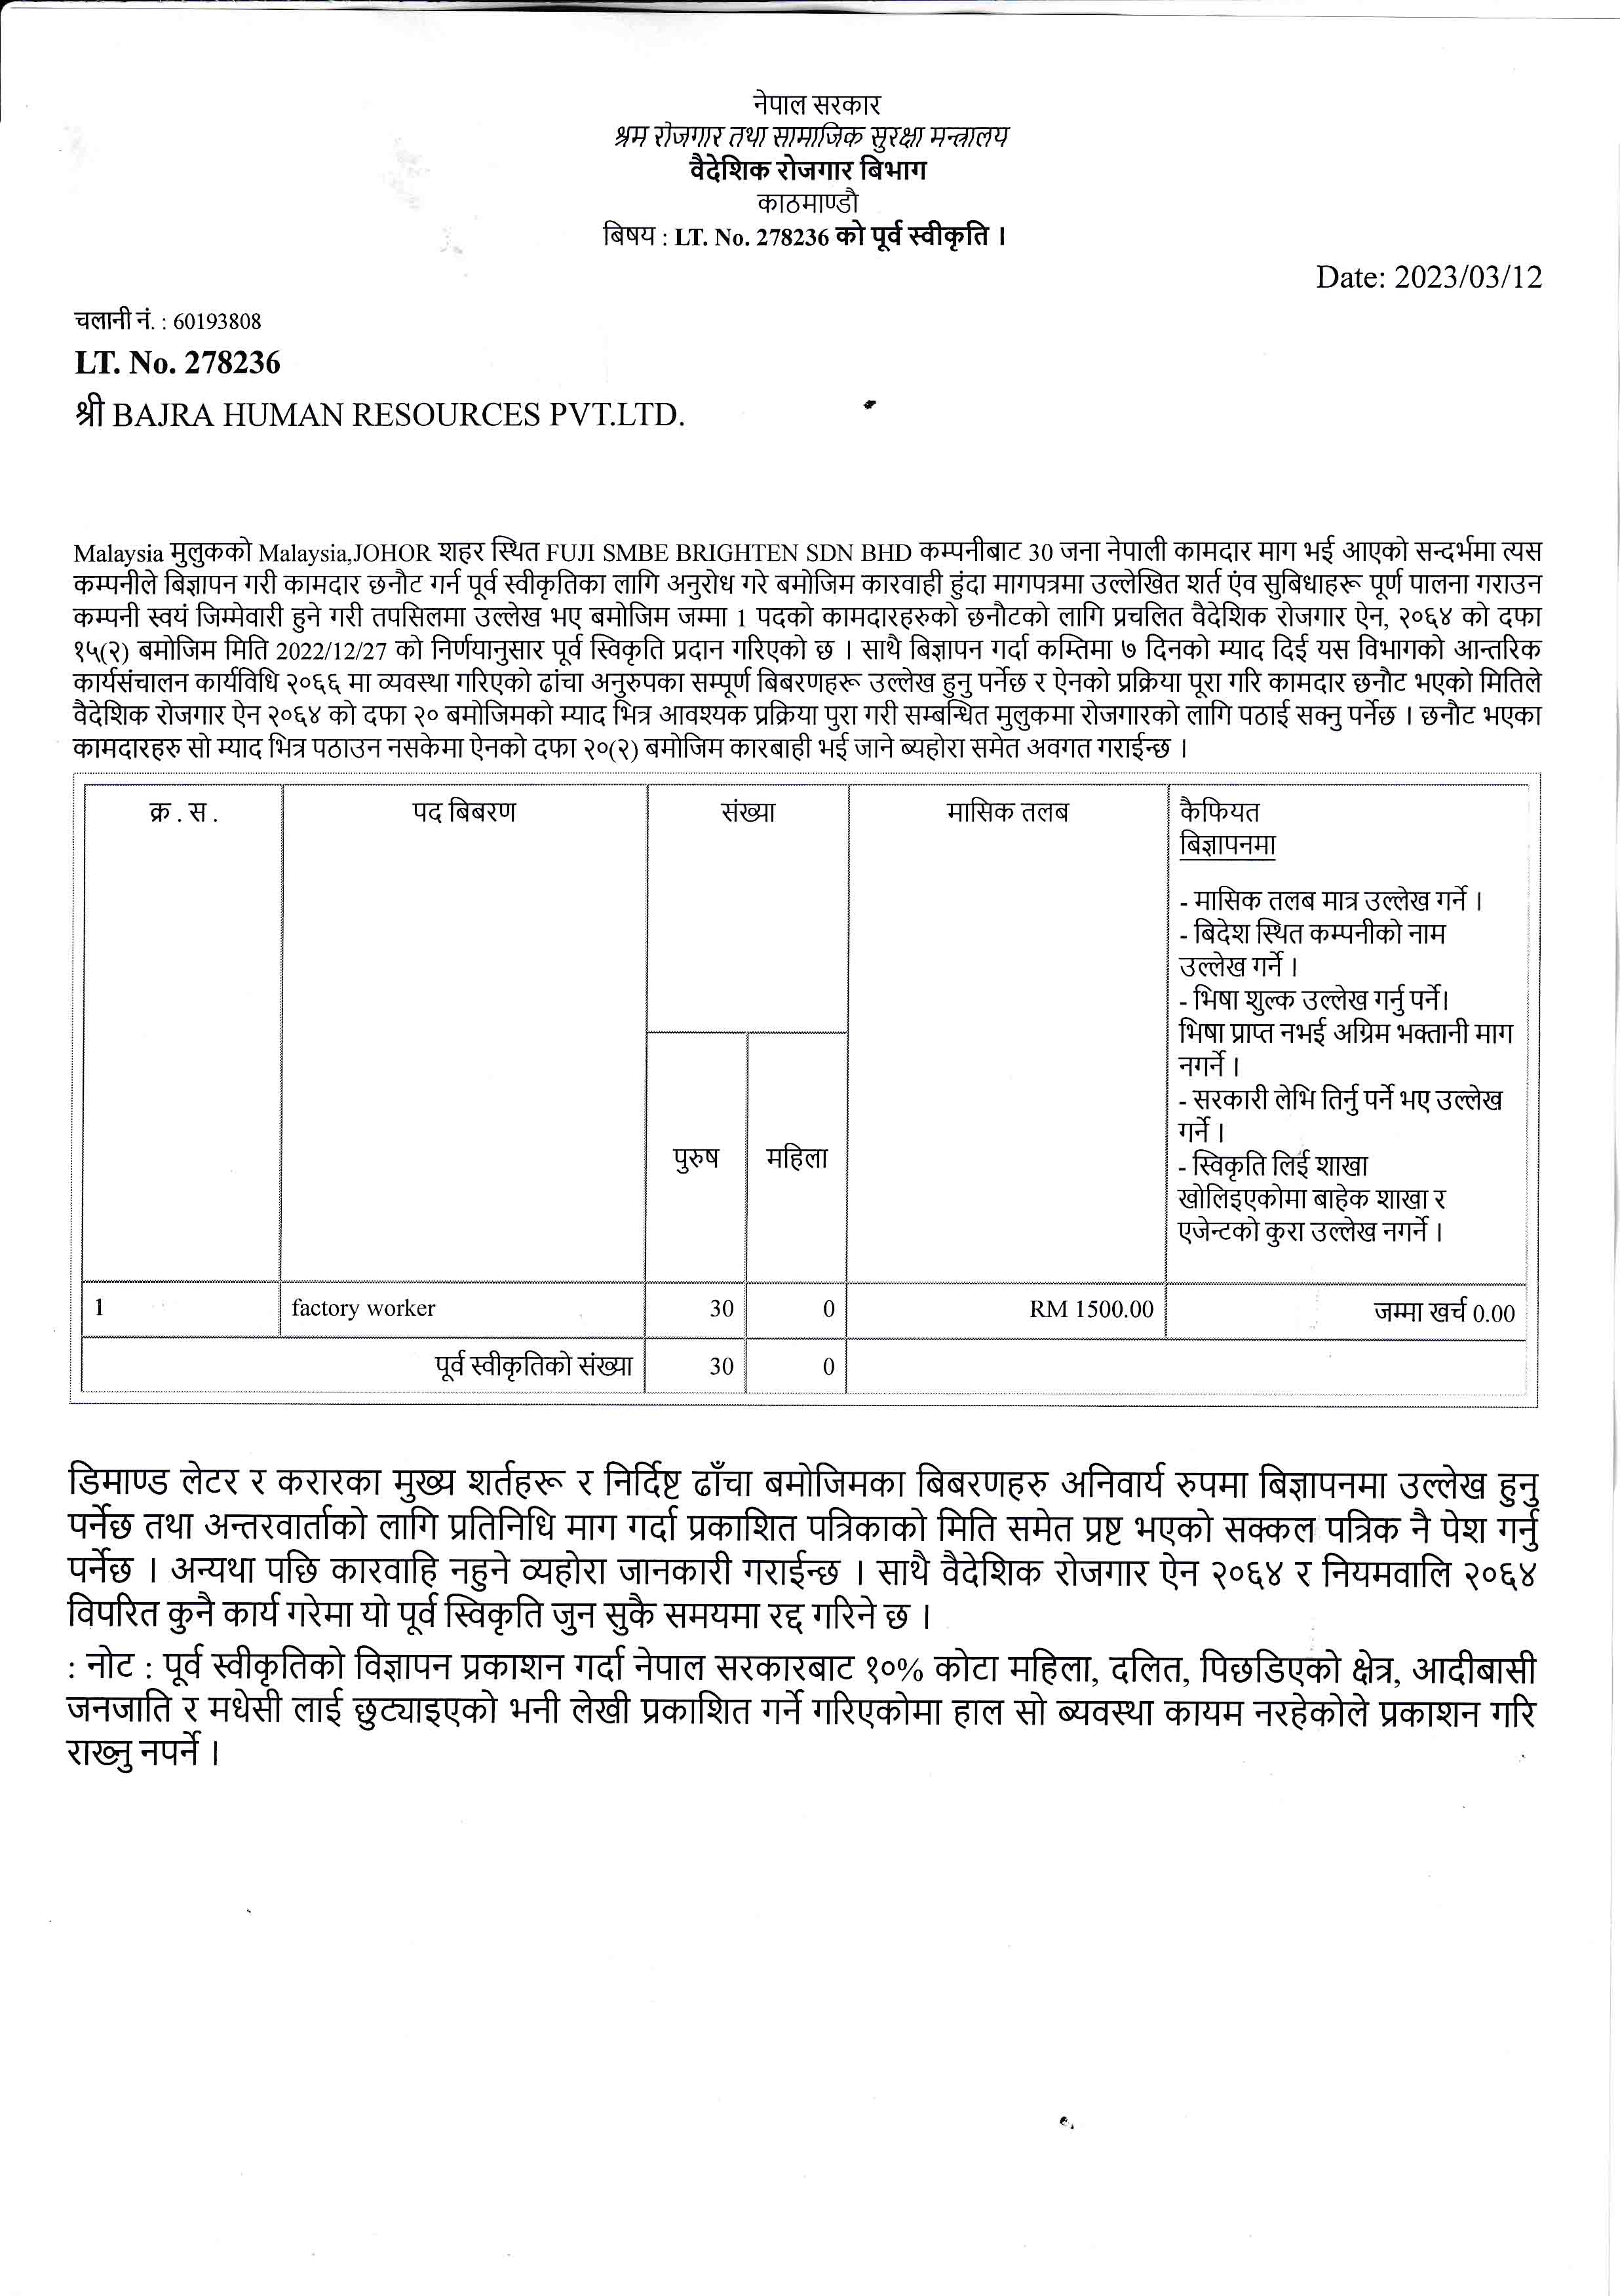 नेपाल सरकार
श्रम रोजगार तथा सामाजिक सुरक्षा मन्त्रालय
वैदेशिक रोजगार बिभाग
काठमाण्डौ
बिषय : LT. No. 278236 को पूर्व स्वीकृति ।
Date: 2023/03/12
चलानी नं. : 60193808
LT. No. 278236
श्री BAJRA HUMAN RESOURCES PVT.LTD.
Malaysia मुलुकको Malaysia,JOHOR शहर स्थित FUJI SMBE BRIGHTEN SDN BHD कम्पनीबाट 30 जना नेपाली कामदार माग भई आएको सन्दर्भमा त्यस
कम्पनीले बिज्ञापन गरी कामदार छनौट गर्न पूर्व स्वीकृतिका लागि अनुरोध गरे बमोजिम कारवाही हुंदा मागपत्रमा उल्लेखित शर्त एंव सुबिधाहरू पूर्ण पालना गराउन
कम्पनी स्वयं जिम्मेवारी हुने गरी तपसिलमा उल्लेख भए बमोजिम जम्मा 1 पदको कामदारहरुको छनौटको लागि प्रचलित वैदेशिक रोजगार ऐन, २०६४ को दफा
१५(२) बमोजिम मिति 2022/12/27 को निर्णयानुसार पूर्व स्विकृति प्रदान गरिएको छ । साथै बिज्ञापन गर्दा कम्तिमा ७ दिनको म्याद दिई यस विभागको आन्तरिक
कार्यसंचालन कार्यविधि २०६६ मा व्यवस्था गरिएको ढांचा अनुरुपका सम्पूर्ण बिबरणहरू उल्लेख हुनु पर्नेछ र ऐनको प्रक्रिया पूरा गरि कामदार छनौट भएको मितिले
वैदेशिक रोजगार ऐन २०६४ को दफा २० बमोजिमको म्याद भित्र आवश्यक प्रक्रिया पुरा गरी सम्बन्धित मुलुकमा रोजगारको लागि पठाई सक्नु पर्नेछ । छनौट भएका
कामदारहरु सो म्याद भित्र पठाउन नसकेमा ऐनको दफा २०(२) बमोजिम कारबाही भई जाने ब्यहोरा समेत अवगत गराईन्छ ।
क्र . स . पद बिबरण संख्या मासिक तलब कैफियत
बिज्ञापनमा
- मासिक तलब मात्र उल्लेख गर्ने ।
- बिदेश स्थित कम्पनीको नाम
उल्लेख गर्ने ।
- भिषा शुल्क उल्लेख गर्नु पर्ने।
भिषा प्राप्त नभई अग्रिम भक्तानी माग
नगर्ने ।
- सरकारी लेभि तिर्नु पर्ने भए उल्लेख
गर्ने ।
- स्विकृति लिई शाखा
खोलिइएकोमा बाहेक शाखा र
एजेन्टको कुरा उल्लेख नगर्ने ।
पुरुष महिला
1 factory worker 30 0 RM 1500.00 जम्मा खर्च 0.00
पूर्व स्वीकृतिको संख्या 30 0
डिमाण्ड लेटर र करारका मुख्य शर्तहरू र निर्दिष्ट ढाँचा बमोजिमका बिबरणहरु अनिवार्य रुपमा बिज्ञापनमा उल्लेख हुनु
पर्नेछ तथा अन्तरवार्ताको लागि प्रतिनिधि माग गर्दा प्रकाशित पत्रिकाको मिति समेत प्रष्ट भएको सक्कल पत्रिक नै पेश गर्नु
पर्नेछ । अन्यथा पछि कारवाहि नहुने व्यहोरा जानकारी गराईन्छ । साथै वैदेशिक रोजगार ऐन २०६४ र नियमवालि २०६४
विपरित कुनै कार्य गरेमा यो पूर्व स्विकृति जुन सुकै समयमा रद्द गरिने छ ।
: नोट : पूर्व स्वीकृतिको विज्ञापन प्रकाशन गर्दा नेपाल सरकारबाट १०% कोटा महिला, दलित, पिछडिएको क्षेत्र, आदीबासी
जनजाति र मधेसी लाई छुट्याइएको भनी लेखी प्रकाशित गर्ने गरिएकोमा हाल सो ब्यवस्था कायम नरहेकोले प्रकाशन गरि
राख्नु नपर्ने ।